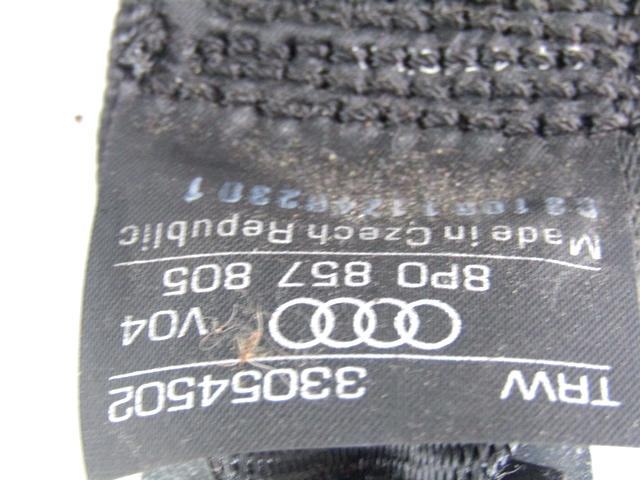 TRW 33054502
V04
8P0 857 805
Made in Czech Republic